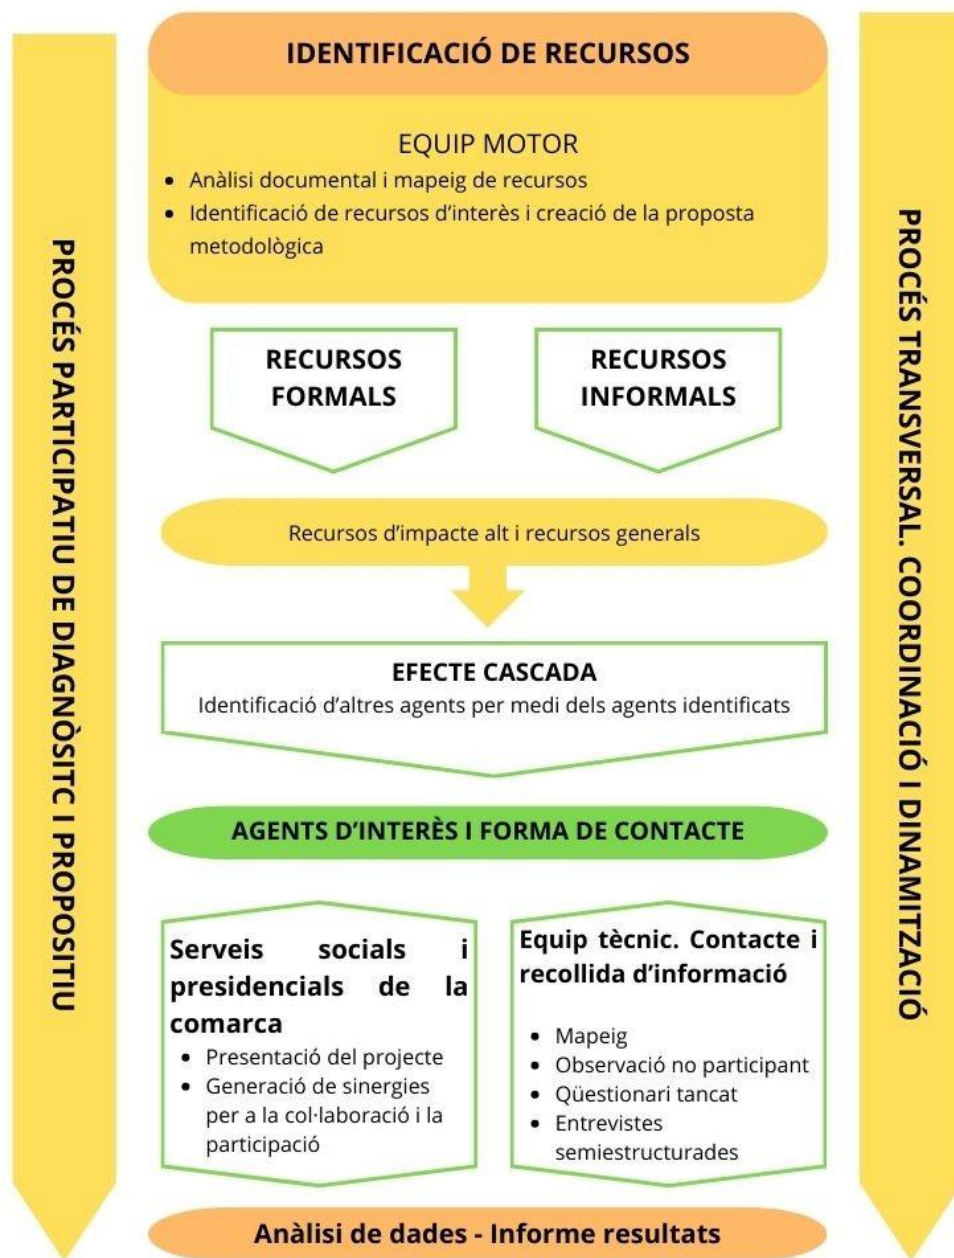 IDENTIFICACIÓ DE RECURSOS
EQUIP MOTOR
• Anàlisi documental i mapeig de recursos
• Identificació de recursos d'interès i creació de la proposta
metodològica
RECURSOS
FORMALS
RECURSOS
INFORMALS
Recursos d'impacte alt i recursos generals
EFECTE CASCADA
Identificació d'altres agents per medi dels agents identificats
AGENTS D'INTERÈS I FORMA DE CONTACTE
Serveis socials i
presidencials de la
comarca
• Presentació del projecte
• Generació de sinergies
per a la col·laboració i la
participació
Equip tècnic. Contacte i
recollida d'informació
• Mapeig
• Observació no participant
• Qüestionari tancat
• Entrevistes
semiestructurades
Anàlisi de dades - Informe resultats
PROCÉS PARTICIPATIU DE DIAGNÒSITC I PROPOSITIU
PROCÉS TRANSVERSAL. COORDINACIÓ I DINAMITZACIÓ